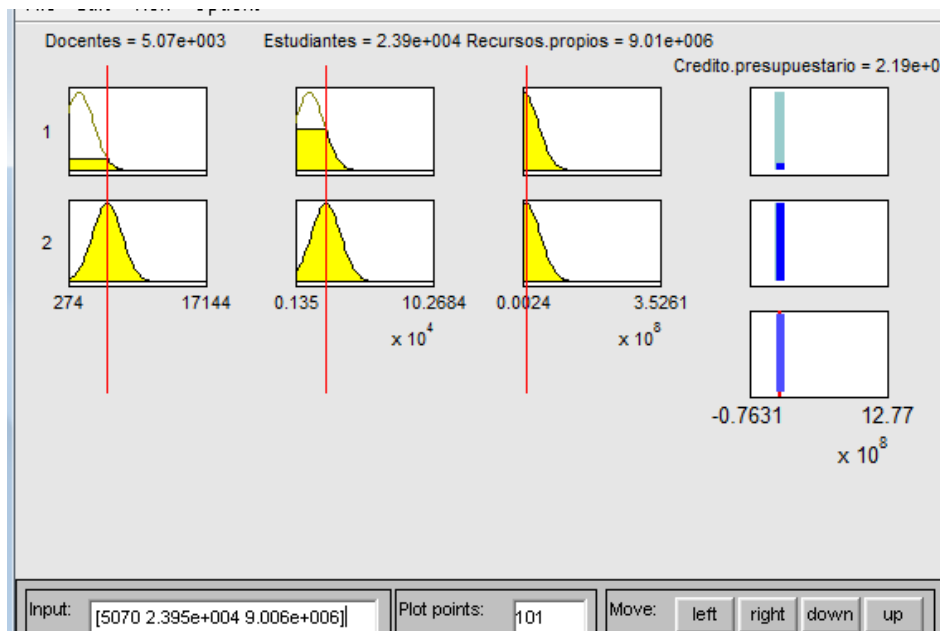 Docentes = 5.07e+003 Estudiantes = 2.39e+004 Recursos.propios = 9.01e+006
Credito.presupuestario = 2.19e+0
1
2
274 17144 0.135 10.2684 0.0024 3.5261
x 10^4 x 10^8
-0.7631 12.77
x 10^8
Input: [5070 2.395e+004 9.006e+006] Plot points: 101 Move: left right down up